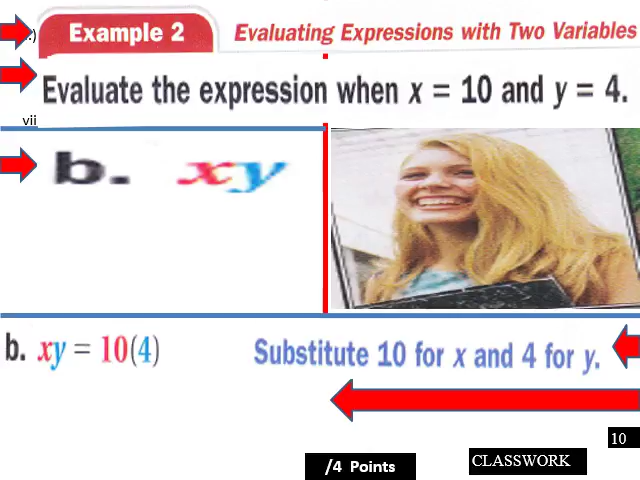 .)
Example 2 Evaluating Expressions with Two Variables
Evaluate the expression when x = 10 and y = 4.
vii
b. xy
b. xy = 10(4) Substitute 10 for x and 4 for y.
10
/4 Points CLASSWORK